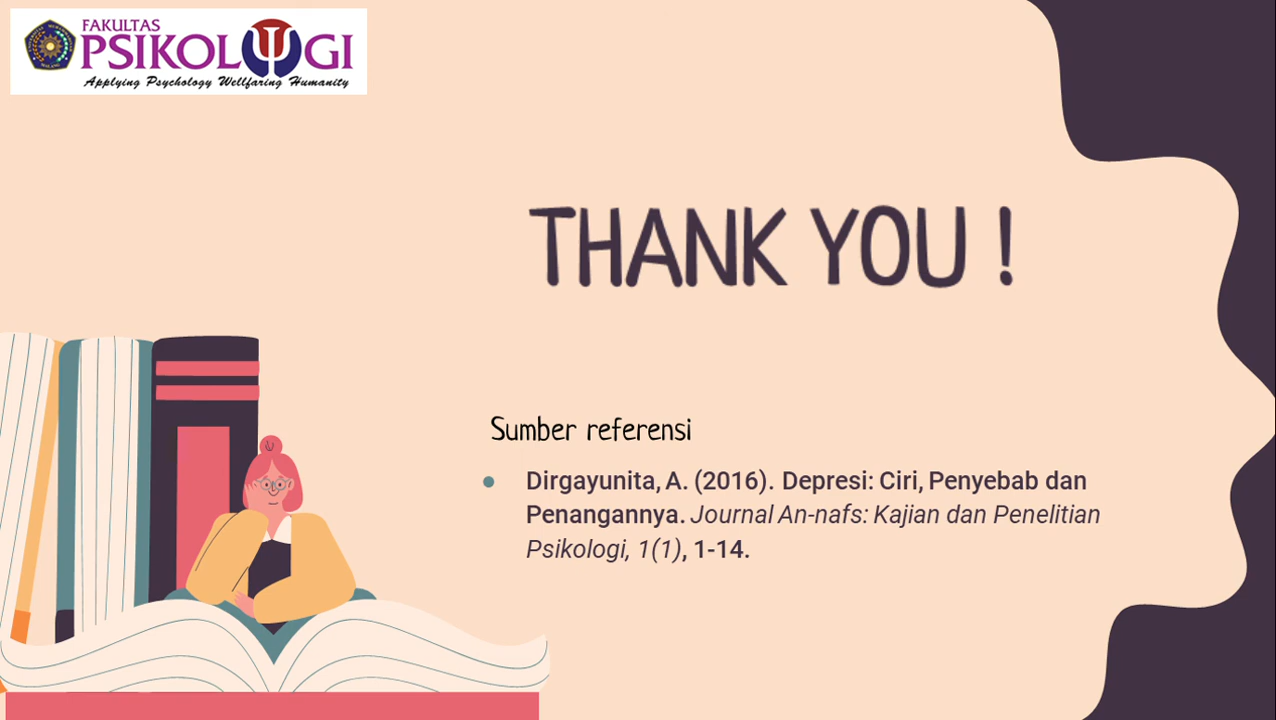 FAKULTAS
PSIKOLOGI
Applying Psychology Wellfaring Humanity
THANK YOU !
Sumber referensi
Dirgayunita, A. (2016). Depresi: Ciri, Penyebab dan
Penangannya. Journal An-nafs: Kajian dan Penelitian
Psikologi, 1(1), 1-14.